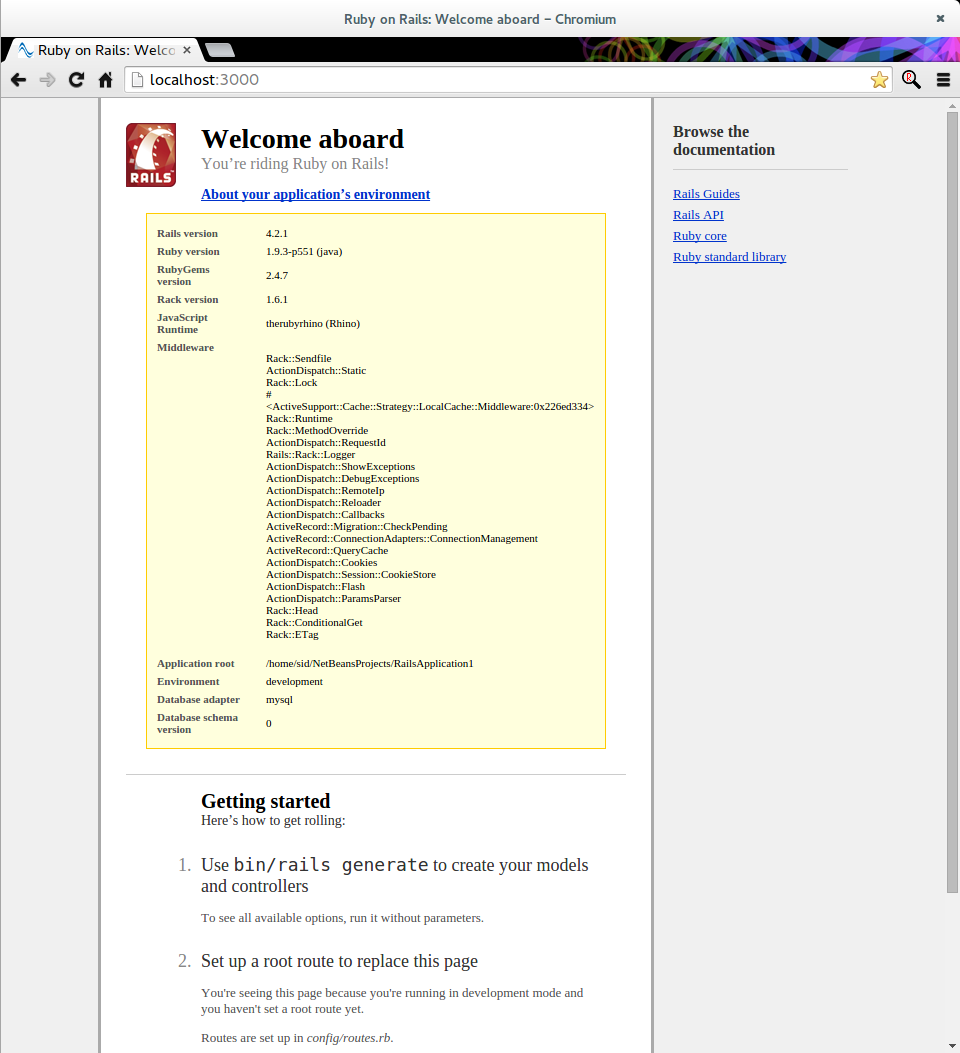 Ruby on Rails: Welcome aboard – Chromium
Ruby on Rails: Welco
localhost:3000
RAILS
Welcome aboard
You’re riding Ruby on Rails!
About your application’s environment
Rails version 4.2.1
Ruby version 1.9.3-p551 (java)
RubyGems
version 2.4.7
Rack version 1.6.1
JavaScript
Runtime therubyrhino (Rhino)
Middleware
Rack::Sendfile
ActionDispatch::Static
Rack::Lock
#
<ActiveSupport::Cache::Strategy::LocalCache::Middleware:0x226ed334>
Rack::Runtime
Rack::MethodOverride
ActionDispatch::RequestId
Rails::Rack::Logger
ActionDispatch::ShowExceptions
ActionDispatch::DebugExceptions
ActionDispatch::RemoteIp
ActionDispatch::Reloader
ActionDispatch::Callbacks
ActiveRecord::Migration::CheckPending
ActiveRecord::ConnectionAdapters::ConnectionManagement
ActiveRecord::QueryCache
ActionDispatch::Cookies
ActionDispatch::Session::CookieStore
ActionDispatch::Flash
ActionDispatch::ParamsParser
Rack::Head
Rack::ConditionalGet
Rack::ETag
Application root /home/sid/NetBeansProjects/RailsApplication1
Environment development
Database adapter mysql
Database schema
version 0
Getting started
Here’s how to get rolling:
1. Use bin/rails generate to create your models
and controllers
To see all available options, run it without parameters.
2. Set up a root route to replace this page
You're seeing this page because you're running in development mode and
you haven't set a root route yet.
Routes are set up in config/routes.rb.
Browse the
documentation
Rails Guides
Rails API
Ruby core
Ruby standard library